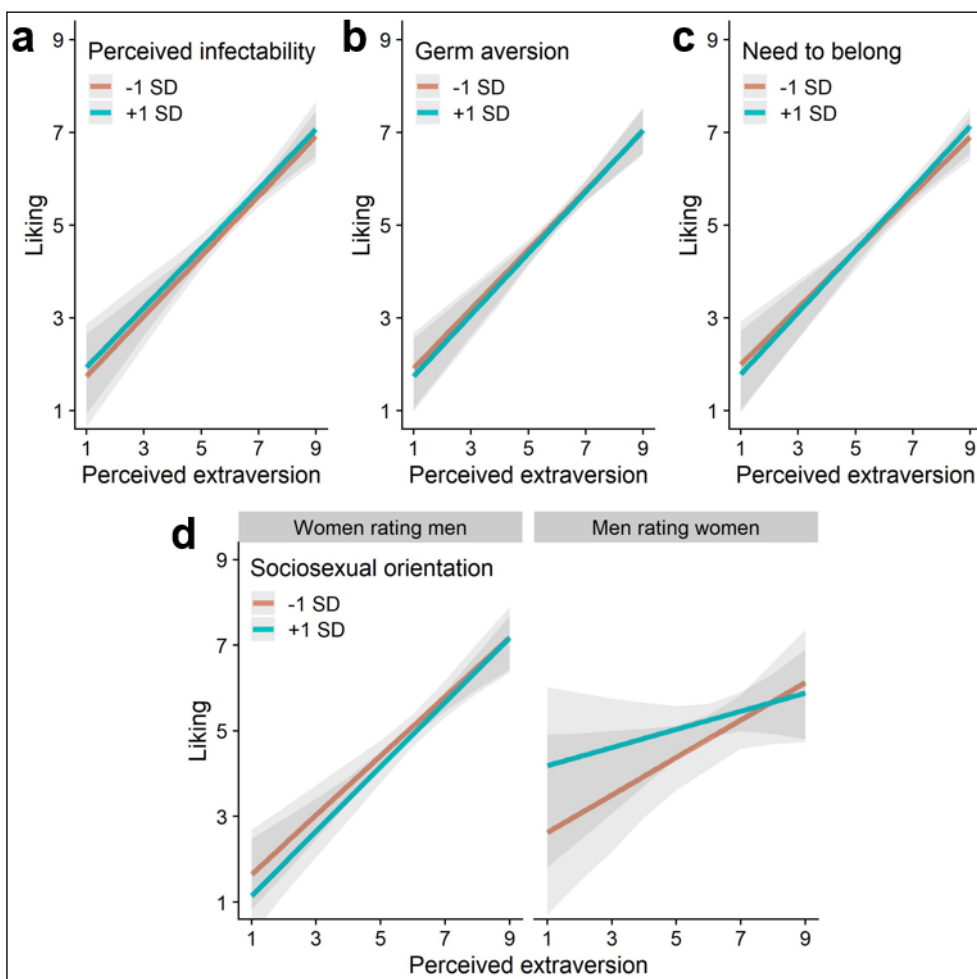 a
Perceived infectability
-1 SD
+1 SD
Liking
9
7
5
3
1
1 3 5 7 9
Perceived extraversion
b
Germ aversion
-1 SD
+1 SD
Liking
9
7
5
3
1
1 3 5 7 9
Perceived extraversion
c
Need to belong
-1 SD
+1 SD
Liking
9
7
5
3
1
1 3 5 7 9
Perceived extraversion
d
Women rating men
Men rating women
Sociosexual orientation
-1 SD
+1 SD
Liking
9
7
5
3
1
1 3 5 7 9
1 3 5 7 9
Perceived extraversion